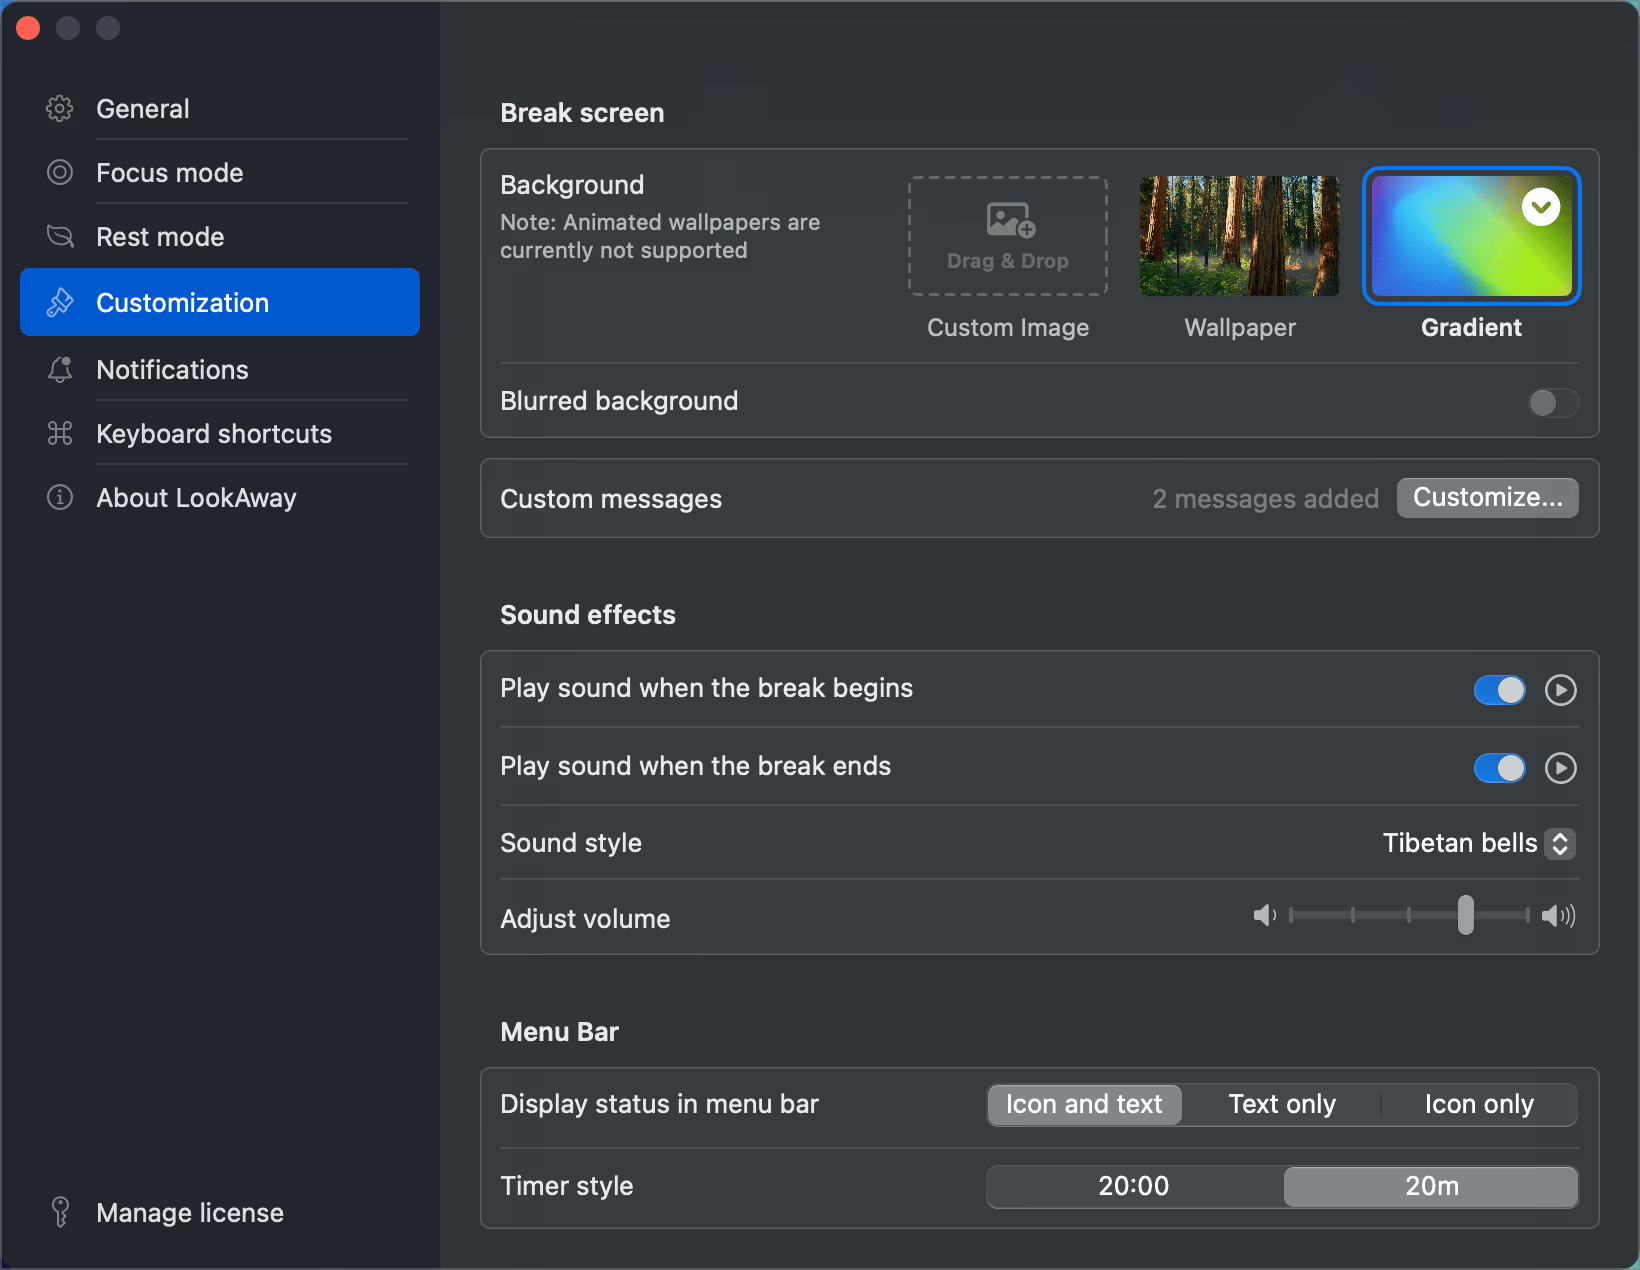 General
Focus mode
Rest mode
Customization
Notifications
Keyboard shortcuts
About LookAway
Manage license
Break screen
Background
Note: Animated wallpapers are
currently not supported
Drag & Drop
Custom Image
Wallpaper
Gradient
Blurred background
Custom messages
2 messages added
Customize...
Sound effects
Play sound when the break begins
Play sound when the break ends
Sound style
Tibetan bells
Adjust volume
Menu Bar
Display status in menu bar
Icon and text
Text only
Icon only
Timer style
20:00
20m